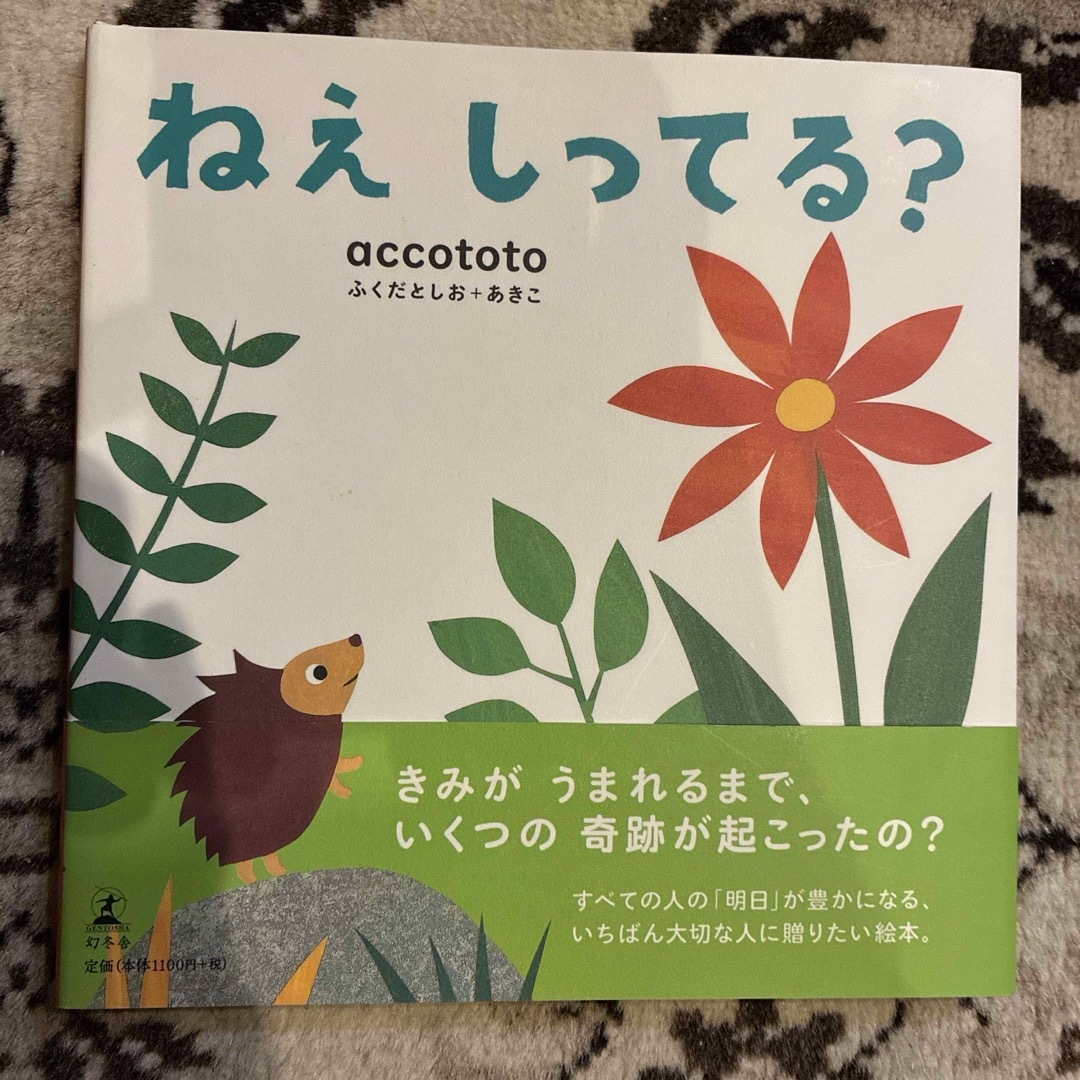 ねえ しってる?
accototo
ふくだとしお+あきこ
きみが うまれるまで、
いくつの 奇跡が起こったの?
すべての人の「明日」が豊かになる、
いちばん大切な人に贈りたい絵本。
GENTOSHA
幻冬舎
定価(本体1100円+税)